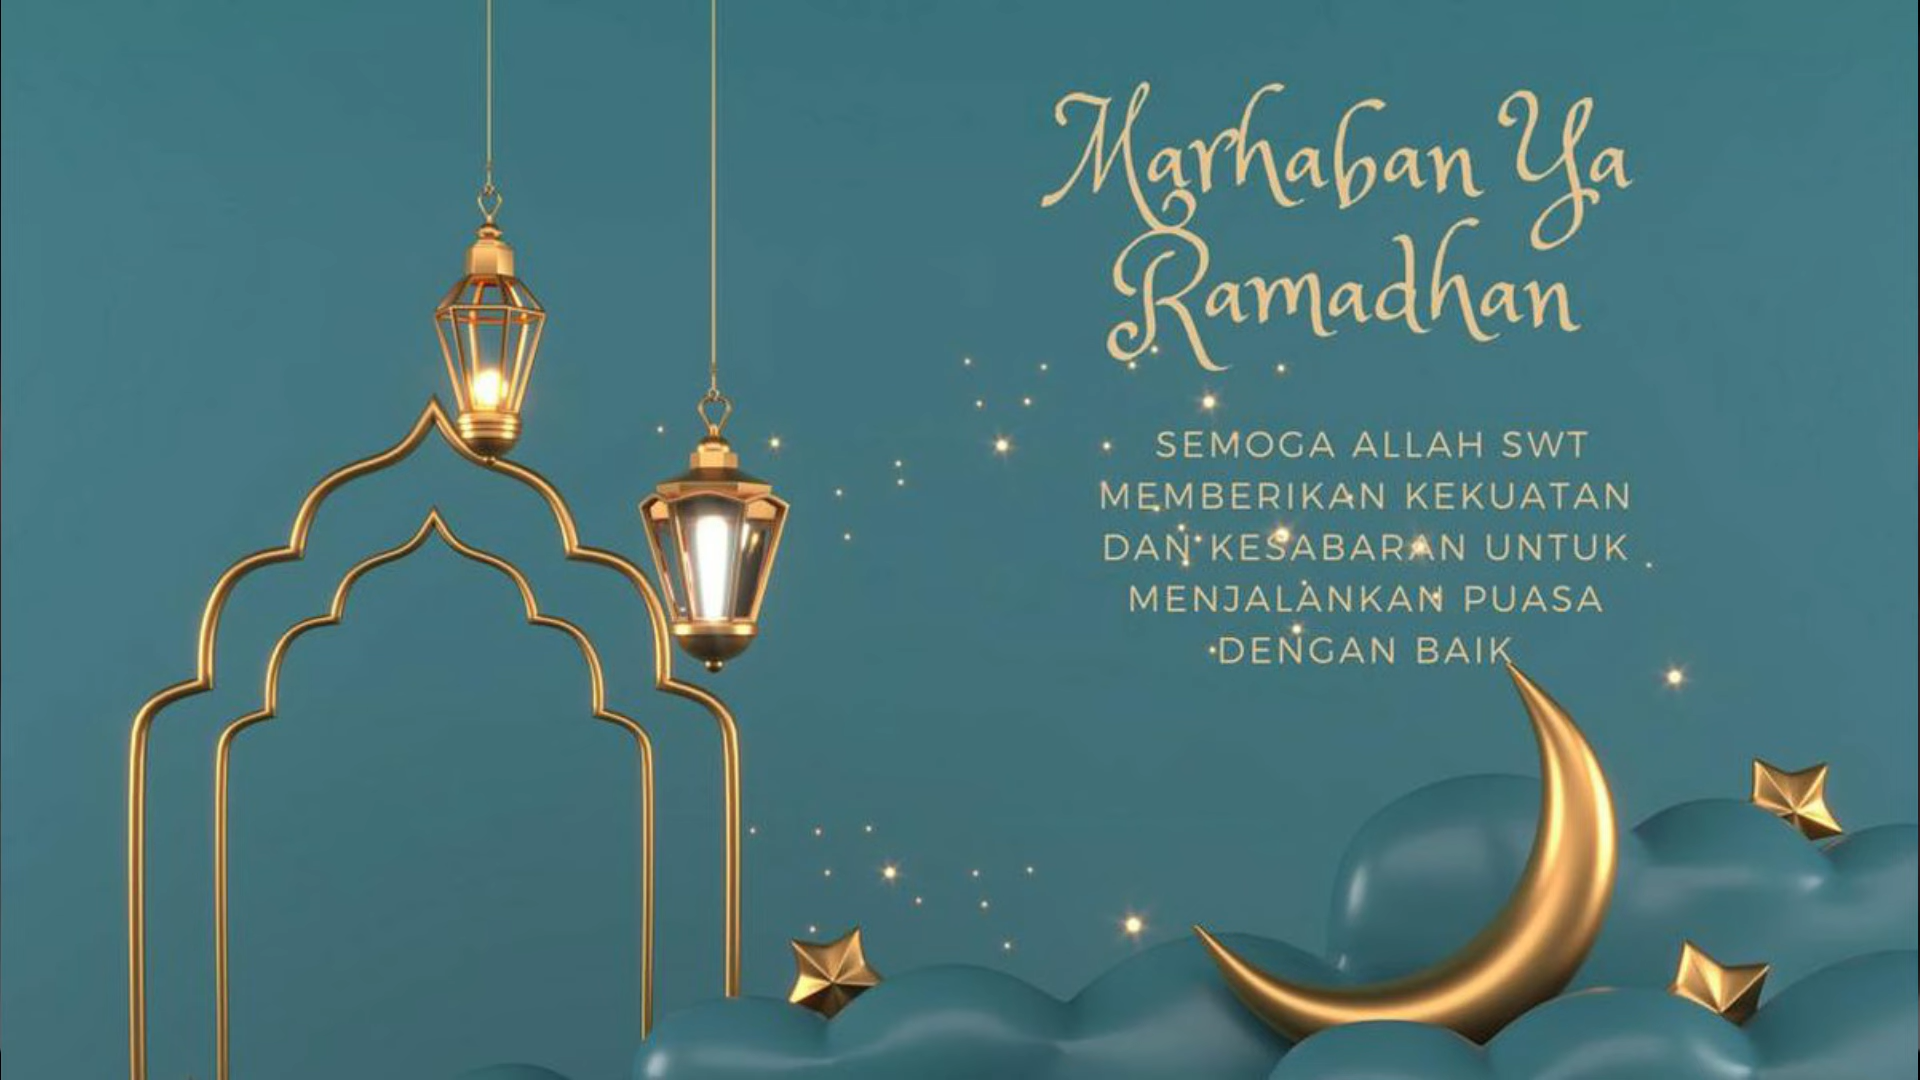 Marhaban Ya
Ramadhan
SEMOGA ALLAH SWT
MEMBERIKAN KEKUATAN
DAN KESABARAN UNTUK
MENJALANKAN PUASA
DENGAN BAIK